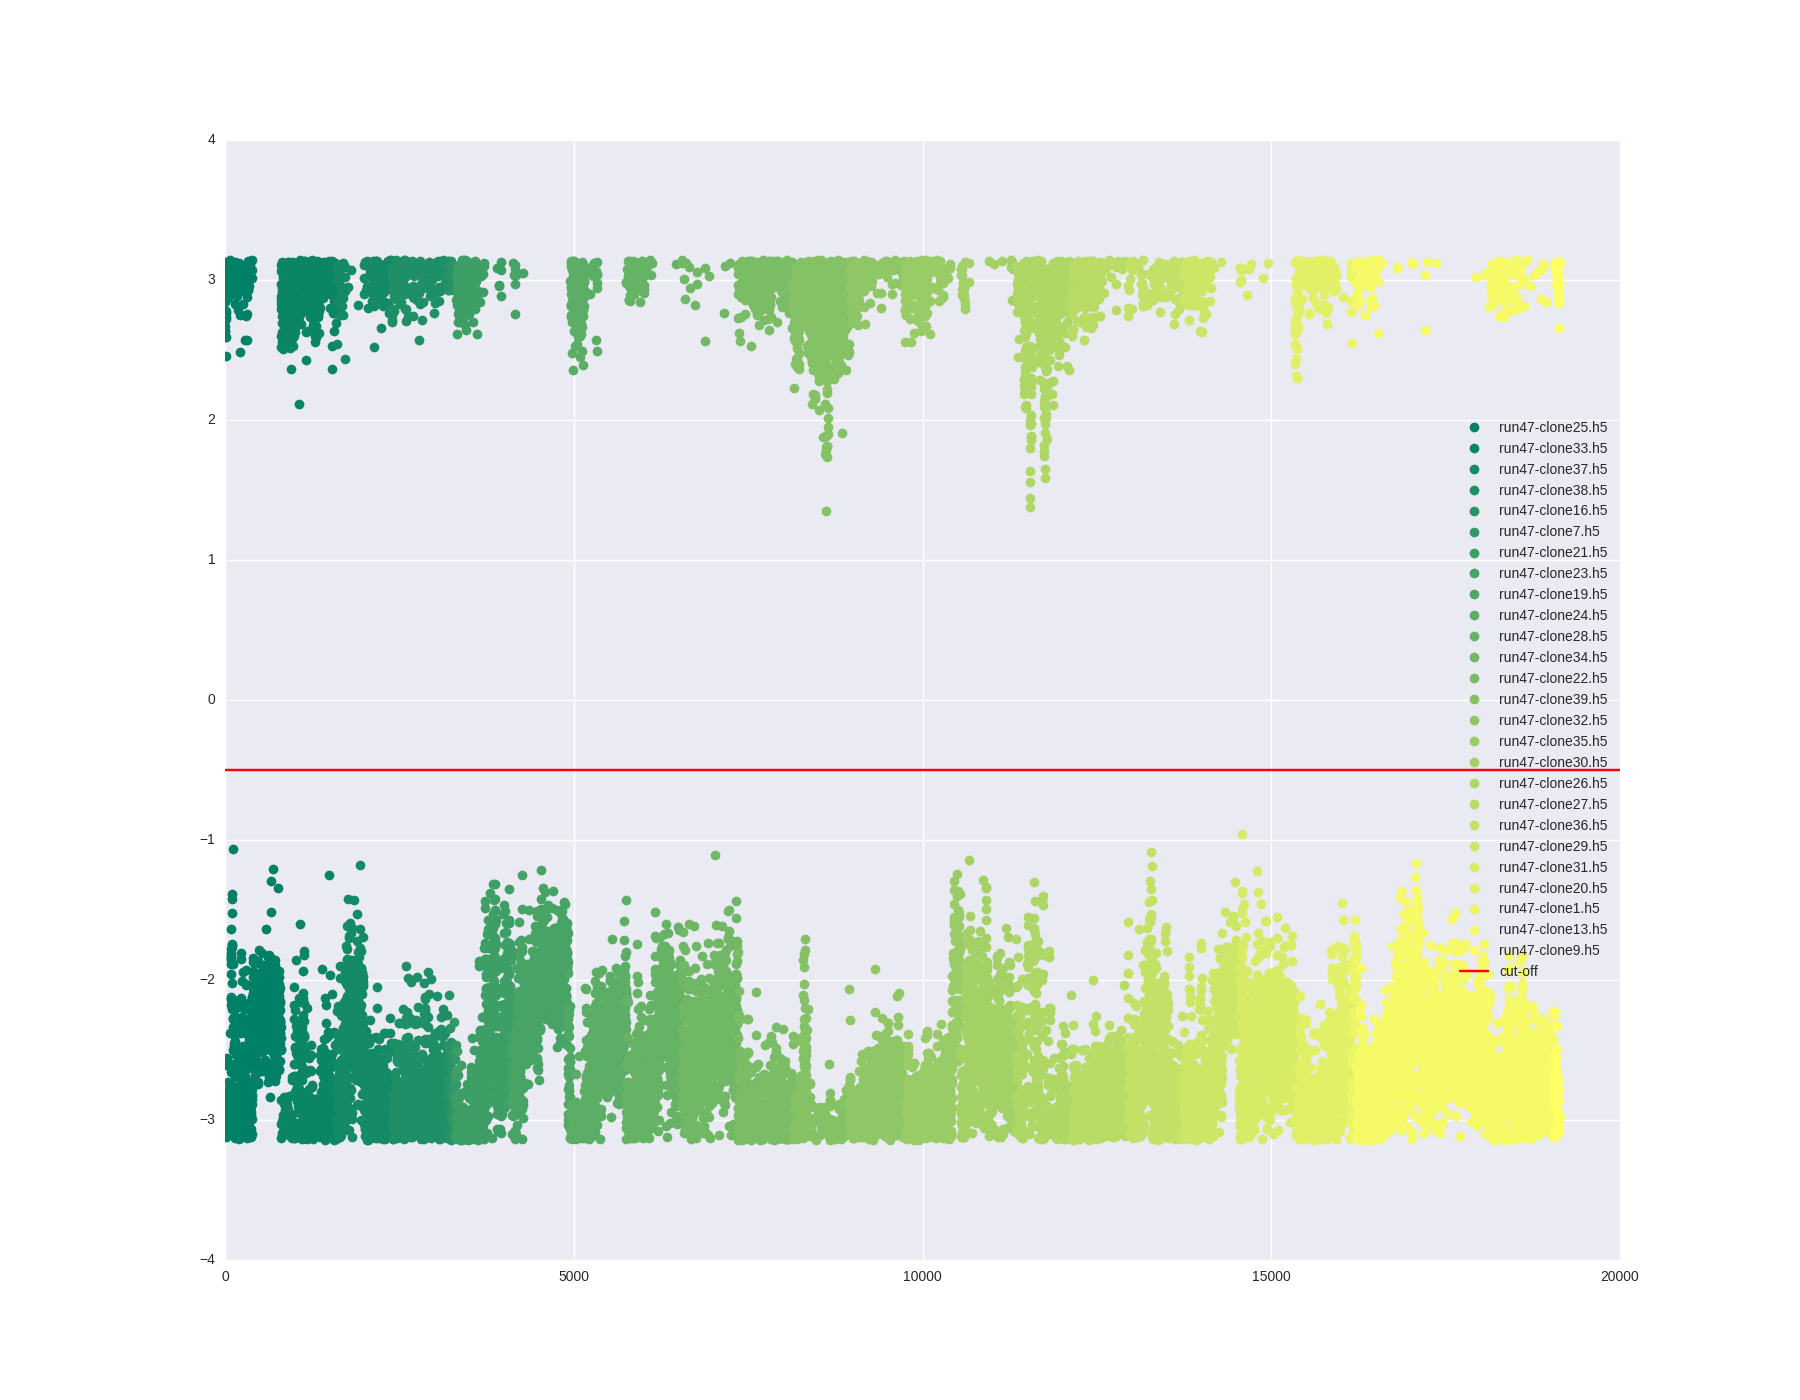 4
3
2
1
0
−1
−2
−3
−4
0
5000
10000
15000
20000
run47-clone25.h5
run47-clone33.h5
run47-clone37.h5
run47-clone38.h5
run47-clone16.h5
run47-clone7.h5
run47-clone21.h5
run47-clone23.h5
run47-clone19.h5
run47-clone24.h5
run47-clone28.h5
run47-clone34.h5
run47-clone22.h5
run47-clone39.h5
run47-clone32.h5
run47-clone35.h5
run47-clone30.h5
run47-clone26.h5
run47-clone27.h5
run47-clone36.h5
run47-clone29.h5
run47-clone31.h5
run47-clone20.h5
run47-clone1.h5
run47-clone13.h5
run47-clone9.h5
cut-off